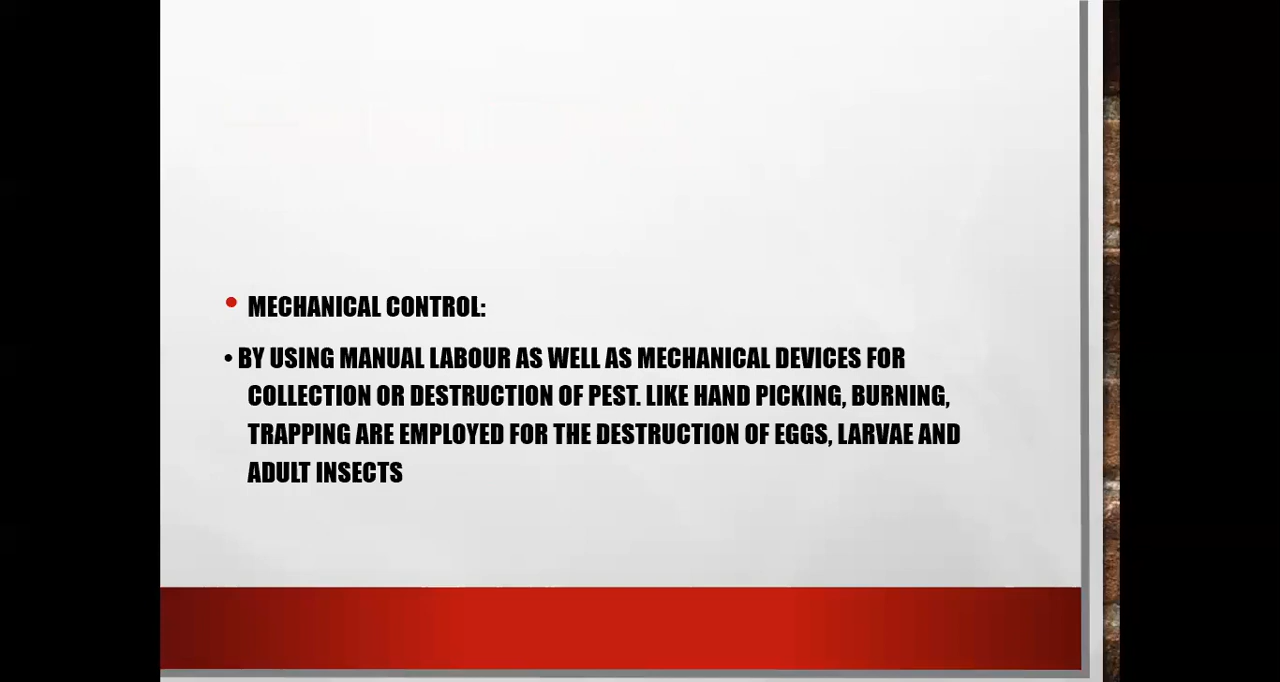 • MECHANICAL CONTROL:
• BY USING MANUAL LABOUR AS WELL AS MECHANICAL DEVICES FOR
COLLECTION OR DESTRUCTION OF PEST. LIKE HAND PICKING, BURNING,
TRAPPING ARE EMPLOYED FOR THE DESTRUCTION OF EGGS, LARVAE AND
ADULT INSECTS